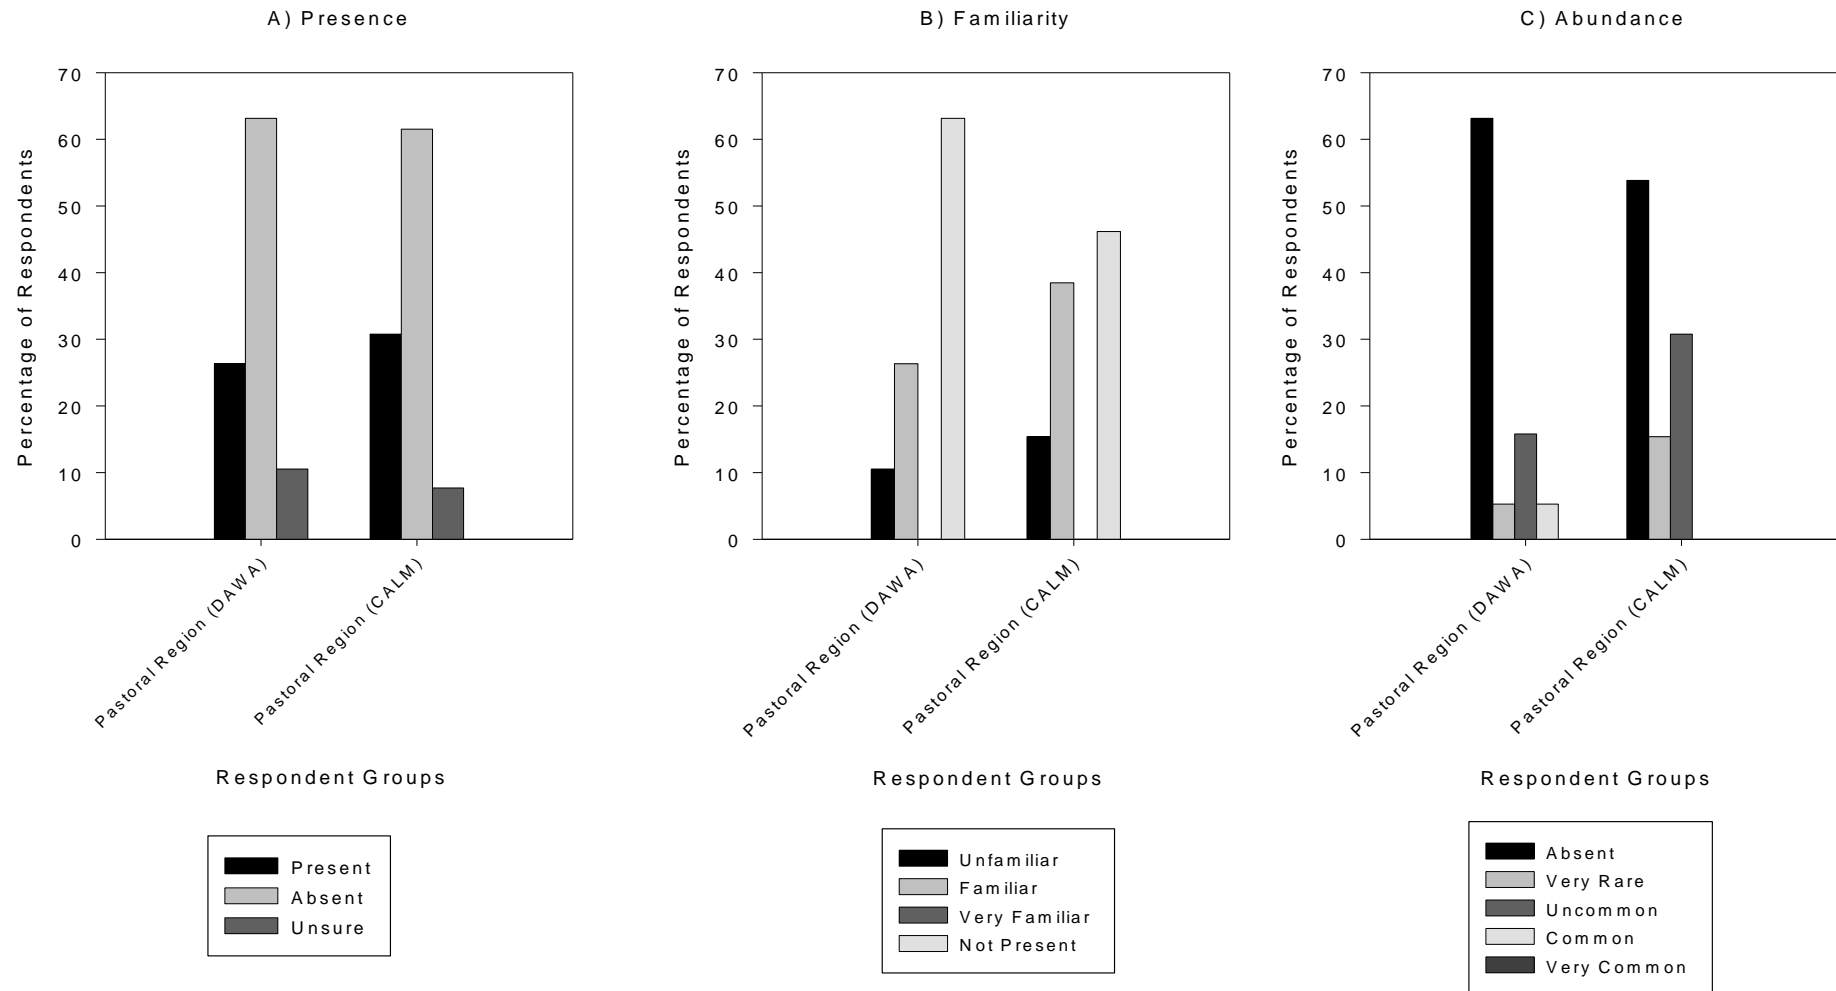 A) Presence
70
60
50
40
30
20
10
0
Percentage of Respondents
Pastoral Region (DAWA)
Pastoral Region (CALM)
Respondent Groups
Present
Absent
Unsure
B) Familiarity
70
60
50
40
30
20
10
0
Percentage of Respondents
Pastoral Region (DAWA)
Pastoral Region (CALM)
Respondent Groups
Unfamiliar
Familiar
Very Familiar
Not Present
C) Abundance
70
60
50
40
30
20
10
0
Percentage of Respondents
Pastoral Region (DAWA)
Pastoral Region (CALM)
Respondent Groups
Absent
Very Rare
Uncommon
Common
Very Common